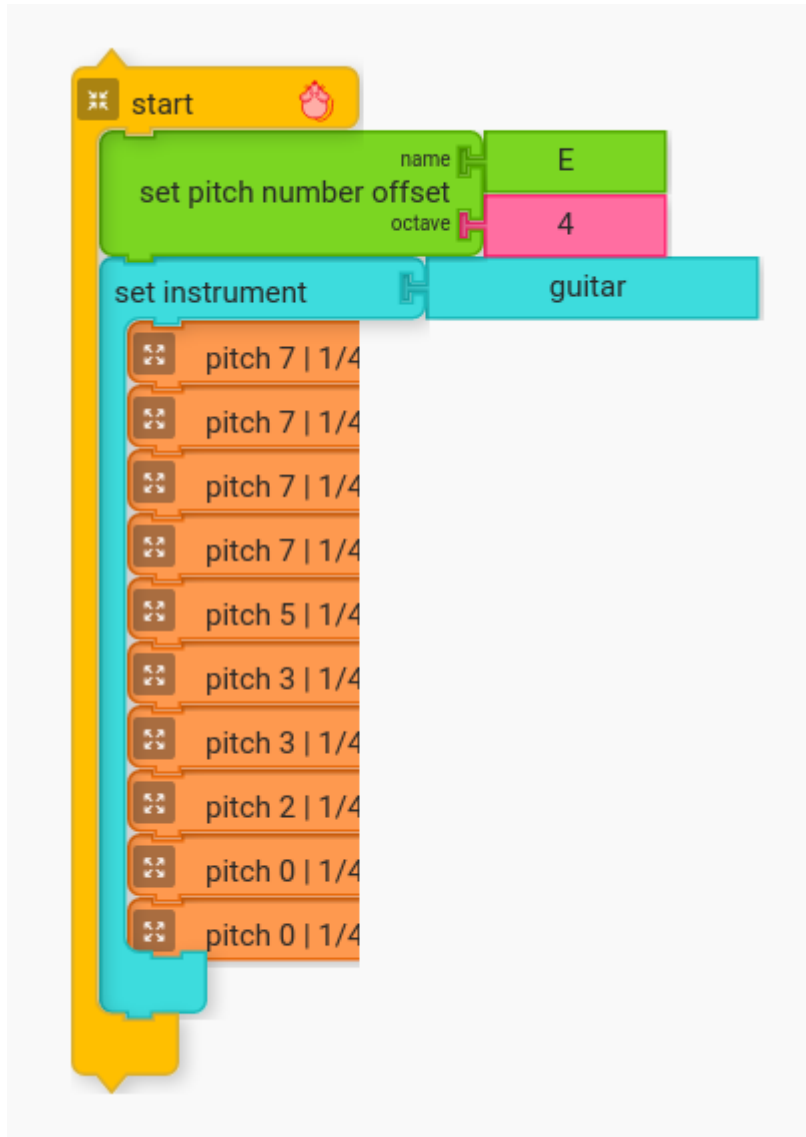 start
name E
set pitch number offset
octave 4
set instrument guitar
pitch 7 | 1/4
pitch 7 | 1/4
pitch 7 | 1/4
pitch 7 | 1/4
pitch 5 | 1/4
pitch 3 | 1/4
pitch 3 | 1/4
pitch 2 | 1/4
pitch 0 | 1/4
pitch 0 | 1/4